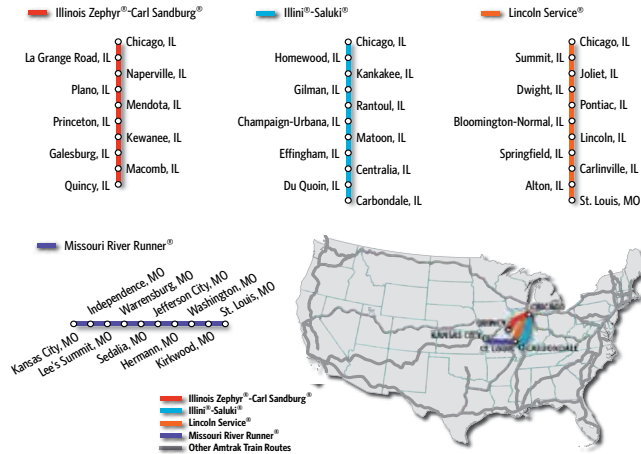 Illinois Zephyr®-Carl Sandburg®
Chicago, IL
La Grange Road, IL
Naperville, IL
Plano, IL
Mendota, IL
Princeton, IL
Kewanee, IL
Galesburg, IL
Macomb, IL
Quincy, IL
Illini®-Saluki®
Chicago, IL
Homewood, IL
Kankakee, IL
Gilman, IL
Rantoul, IL
Champaign-Urbana, IL
Matoon, IL
Effingham, IL
Centralia, IL
Du Quoin, IL
Carbondale, IL
Lincoln Service®
Chicago, IL
Summit, IL
Joliet, IL
Dwight, IL
Pontiac, IL
Bloomington-Normal, IL
Lincoln, IL
Springfield, IL
Carlinville, IL
Alton, IL
St. Louis, MO
Missouri River Runner®
Kansas City, MO
Independence, MO
Lee's Summit, MO
Warrensburg, MO
Sedalia, MO
Jefferson City, MO
Hermann, MO
Washington, MO
Kirkwood, MO
St. Louis, MO
CHICAGO
QUINCY
KANSAS CITY
ST. LOUIS
CARBONDALE
Illinois Zephyr®-Carl Sandburg®
Illini®-Saluki®
Lincoln Service®
Missouri River Runner®
Other Amtrak Train Routes